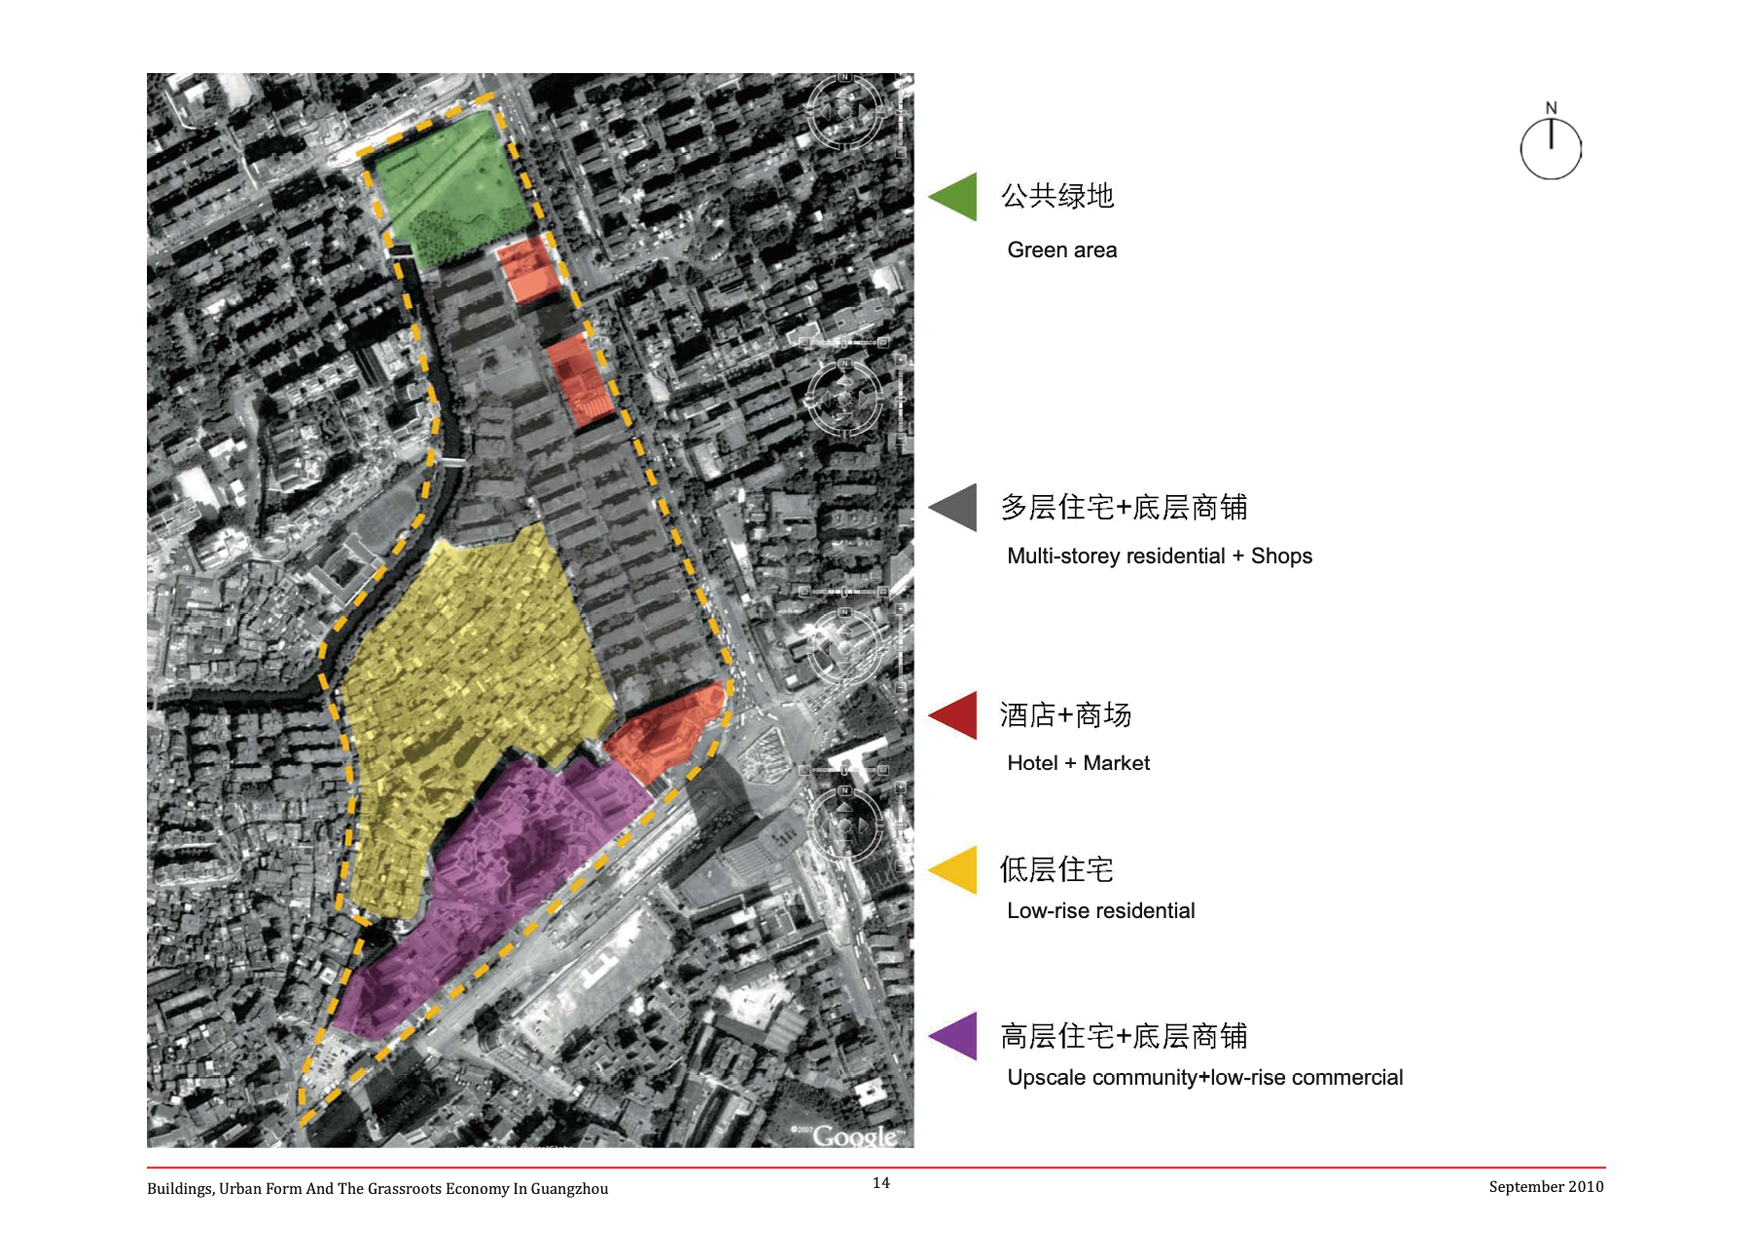 N
公共绿地
Green area
多层住宅+底层商铺
Multi-storey residential + Shops
酒店+商场
Hotel + Market
低层住宅
Low-rise residential
高层住宅+底层商铺
Upscale community+low-rise commercial
N
N
N
N
©2007 Google™
Buildings, Urban Form And The Grassroots Economy In Guangzhou
14
September 2010